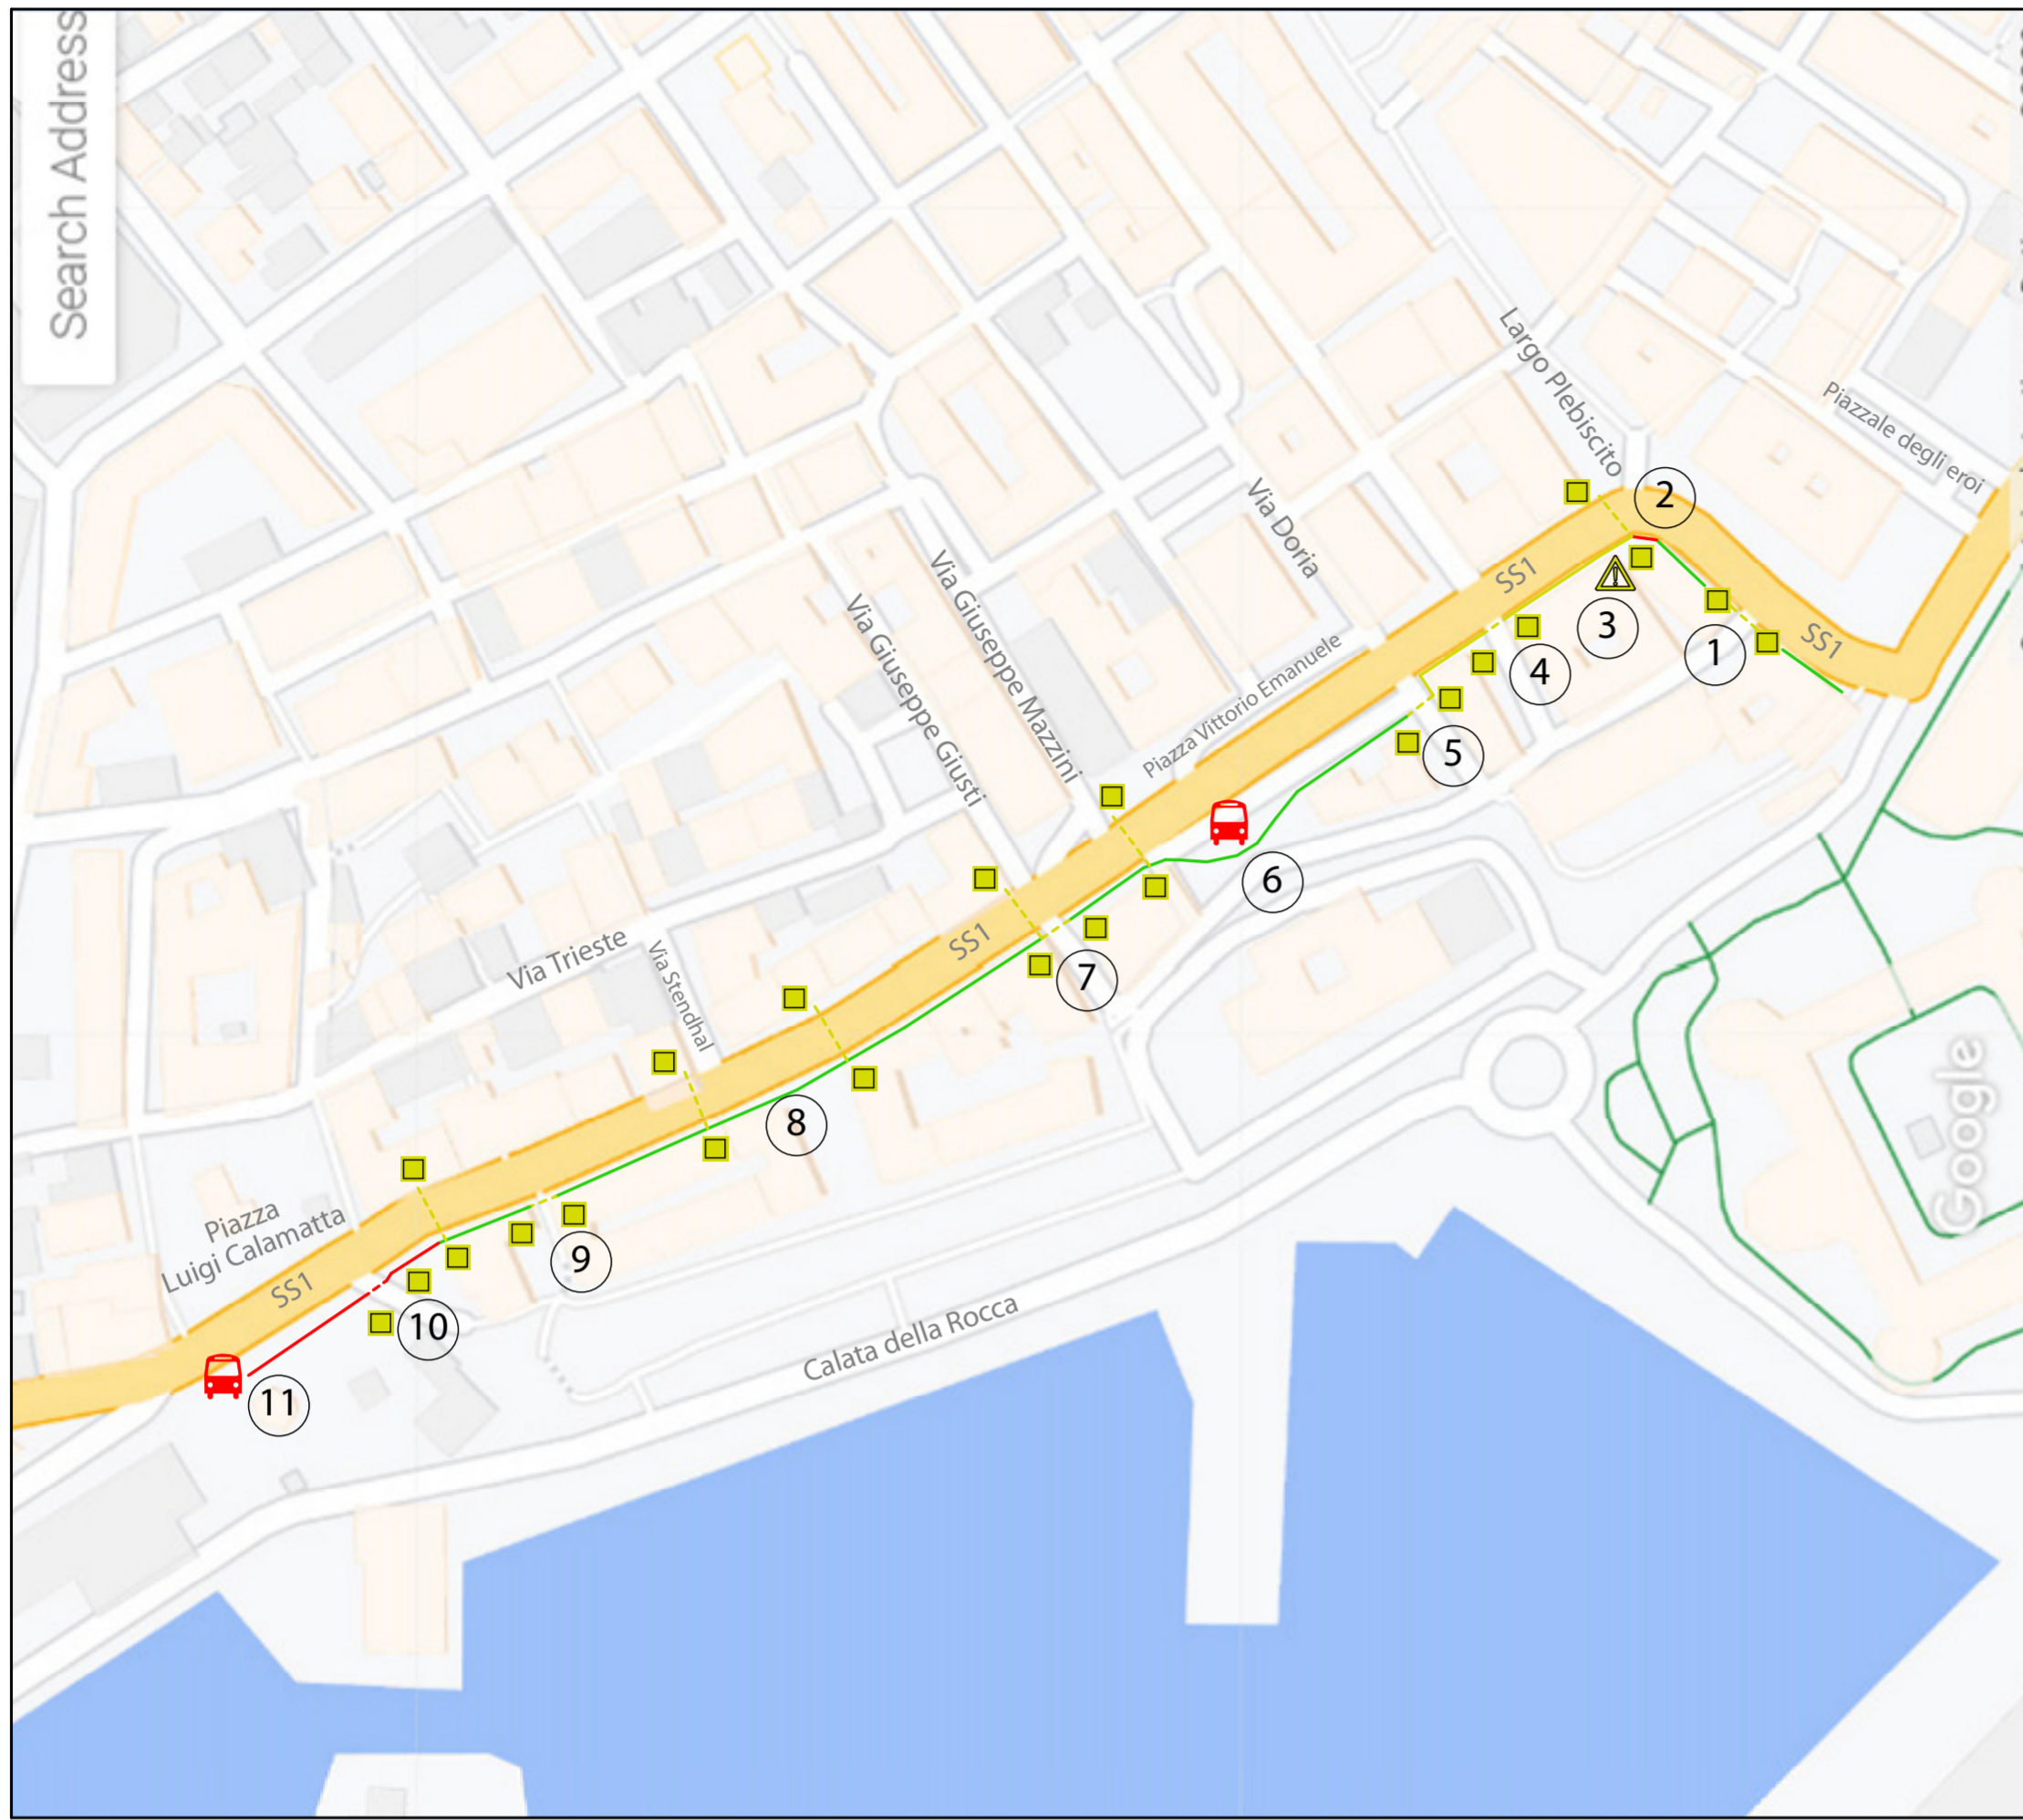 Search Address
Largo Plebiscito
Piazzale degli eroi
2
Via Doria
SS1
3
1
SS1
4
Via Giuseppe Mazzini
Via Giuseppe Giusti
Piazza Vittorio Emanuele
5
6
SS1
7
Via Trieste
Via Stendhal
8
Google
Piazza
Luigi Calamatta
9
SS1
10
Calata della Rocca
11